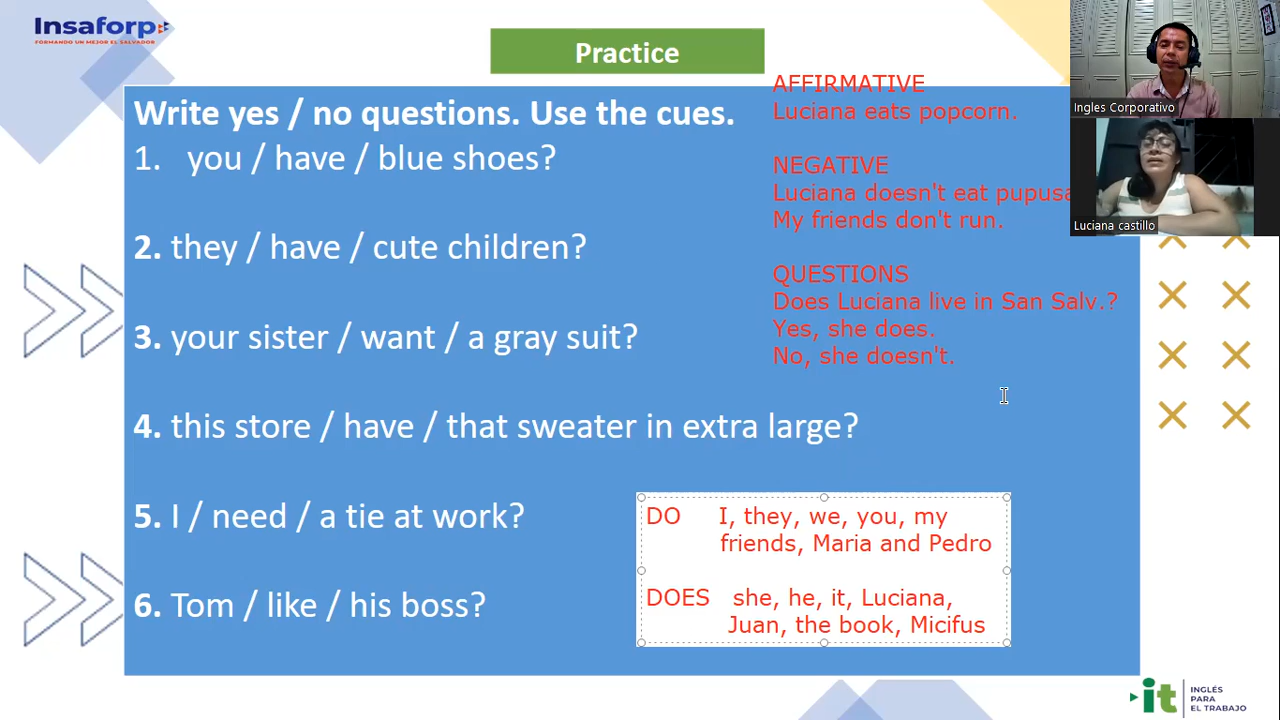 Insaforp
FORMANDO UN MEJOR EL SALVADOR
Practice
Write yes / no questions. Use the cues.
1. you / have / blue shoes?
2. they / have / cute children?
3. your sister / want / a gray suit?
4. this store / have / that sweater in extra large?
5. I / need / a tie at work?
6. Tom / like / his boss?
AFFIRMATIVE
Luciana eats popcorn.
NEGATIVE
Luciana doesn't eat pupusa
My friends don't run.
QUESTIONS
Does Luciana live in San Salv.?
Yes, she does.
No, she doesn't.
DO I, they, we, you, my
friends, Maria and Pedro
DOES she, he, it, Luciana,
Juan, the book, Micifus
Ingles Corporativo
Luciana castillo
it
INGLÉS
PARA
EL TRABAJO